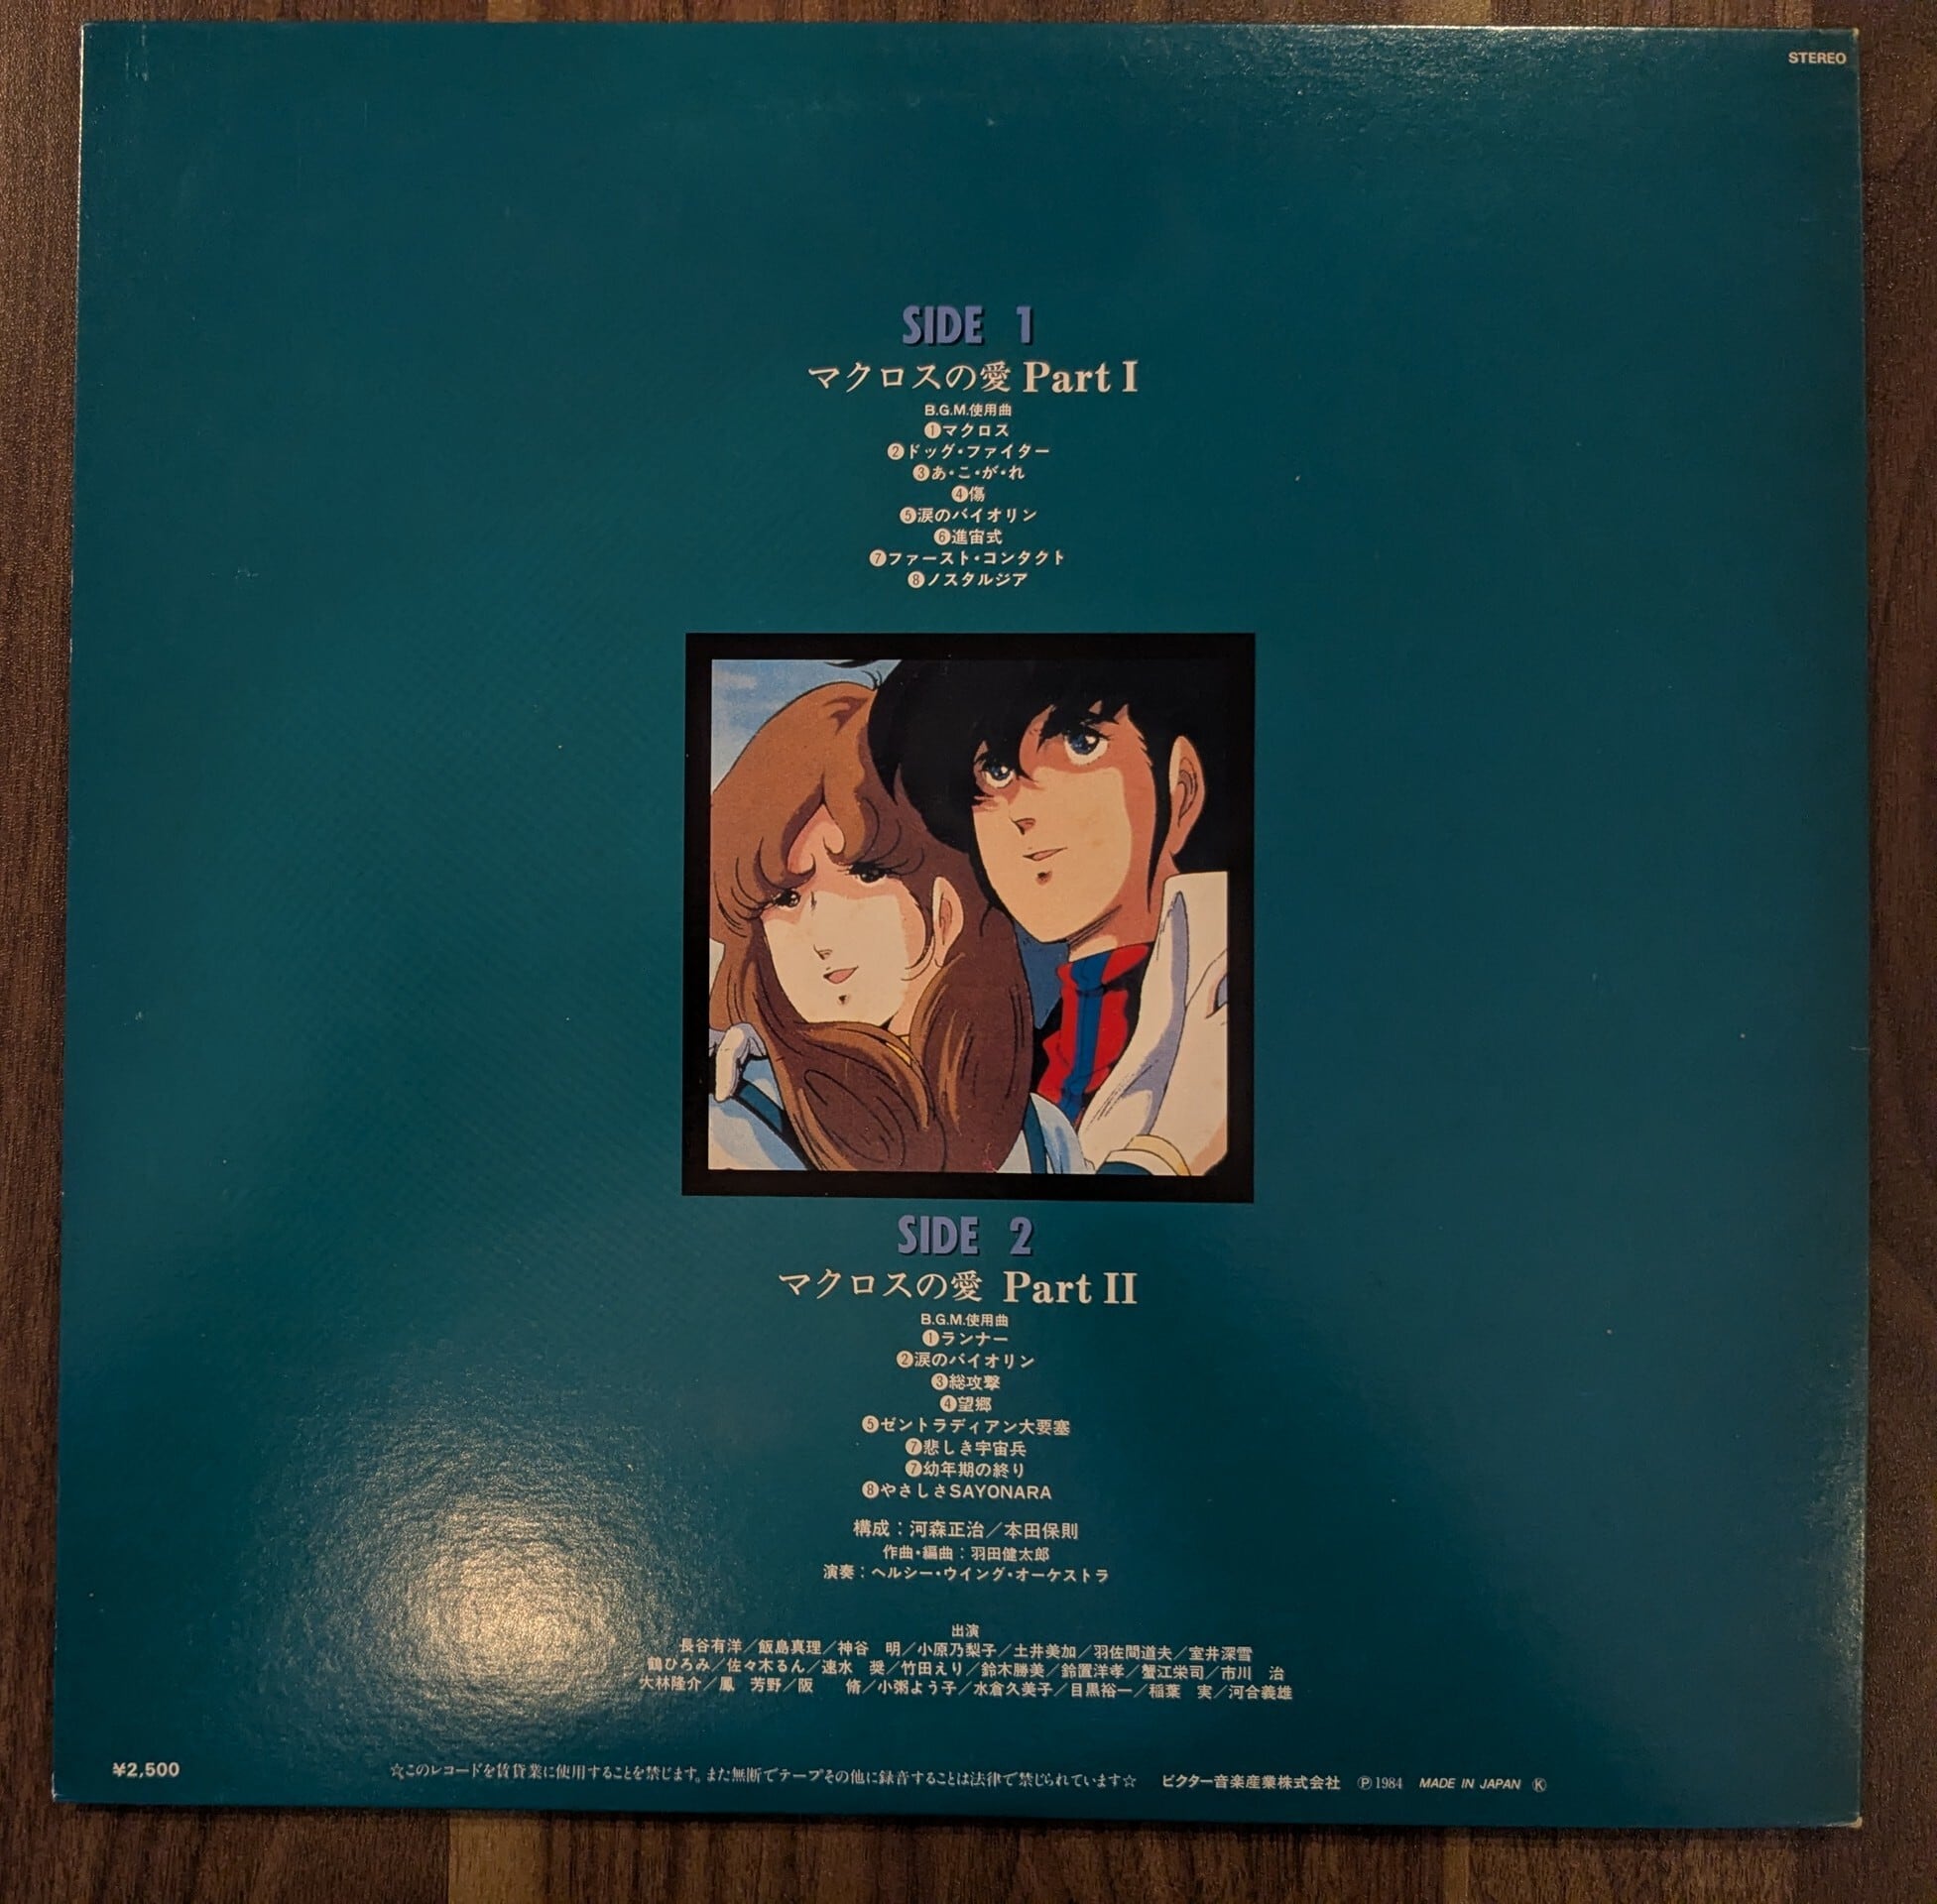 STEREO
SIDE 1
マクロスの愛 Part I
B.G.M.使用曲
①マクロス
②ドッグ・ファイター
③あ・こ・が・れ
④傷
⑤涙のバイオリン
⑥進宙式
⑦ファースト・コンタクト
⑧ノスタルジア
SIDE 2
マクロスの愛 Part II
B.G.M.使用曲
①ランナー
②涙のバイオリン
③総攻撃
④望郷
⑤ゼントラディアン大要塞
⑦悲しき宇宙兵
⑦幼年期の終り
⑧やさしさSAYONARA
構成：河森正治／本田保則
作曲・編曲：羽田健太郎
演奏：ヘルシー・ウイング・オーケストラ
出演
長谷有洋／飯島真理／神谷 明／小原乃梨子／土井美加／羽佐間道夫／室井深雪
鶴ひろみ／佐々木るん／速水 奨／竹田えり／鈴木勝美／鈴置洋孝／蟹江栄司／市川 治
大林隆介／鳳 芳野／阪 脩／小粥よう子／水倉久美子／目黒裕一／稲葉 実／河合義雄
¥2,500 ☆このレコードを賃貸業に使用することを禁じます。また無断でテープその他に録音することは法律で禁じられています☆ ビクター音楽産業株式会社 Ⓟ1984 MADE IN JAPAN Ⓚ